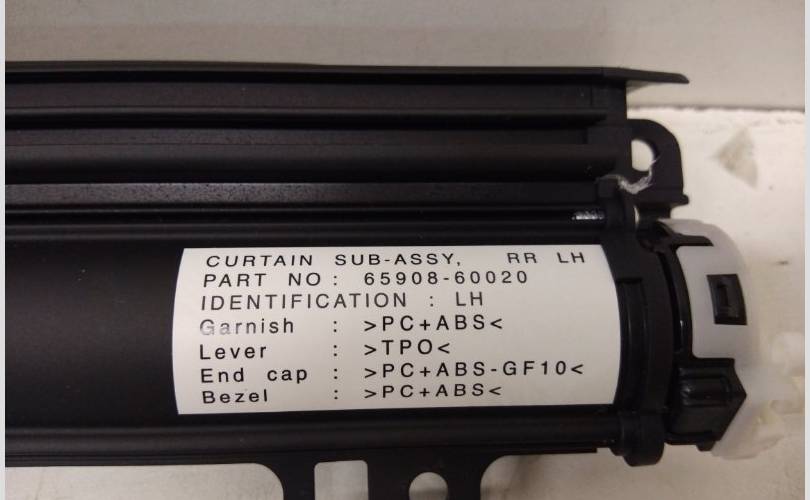 CURTAIN SUB-ASSY, RR LH
PART NO: 65908-60020
IDENTIFICATION : LH
Garnish : >PC+ABS<
Lever : >TPO<
End cap : >PC+ABS-GF10<
Bezel : >PC+ABS<